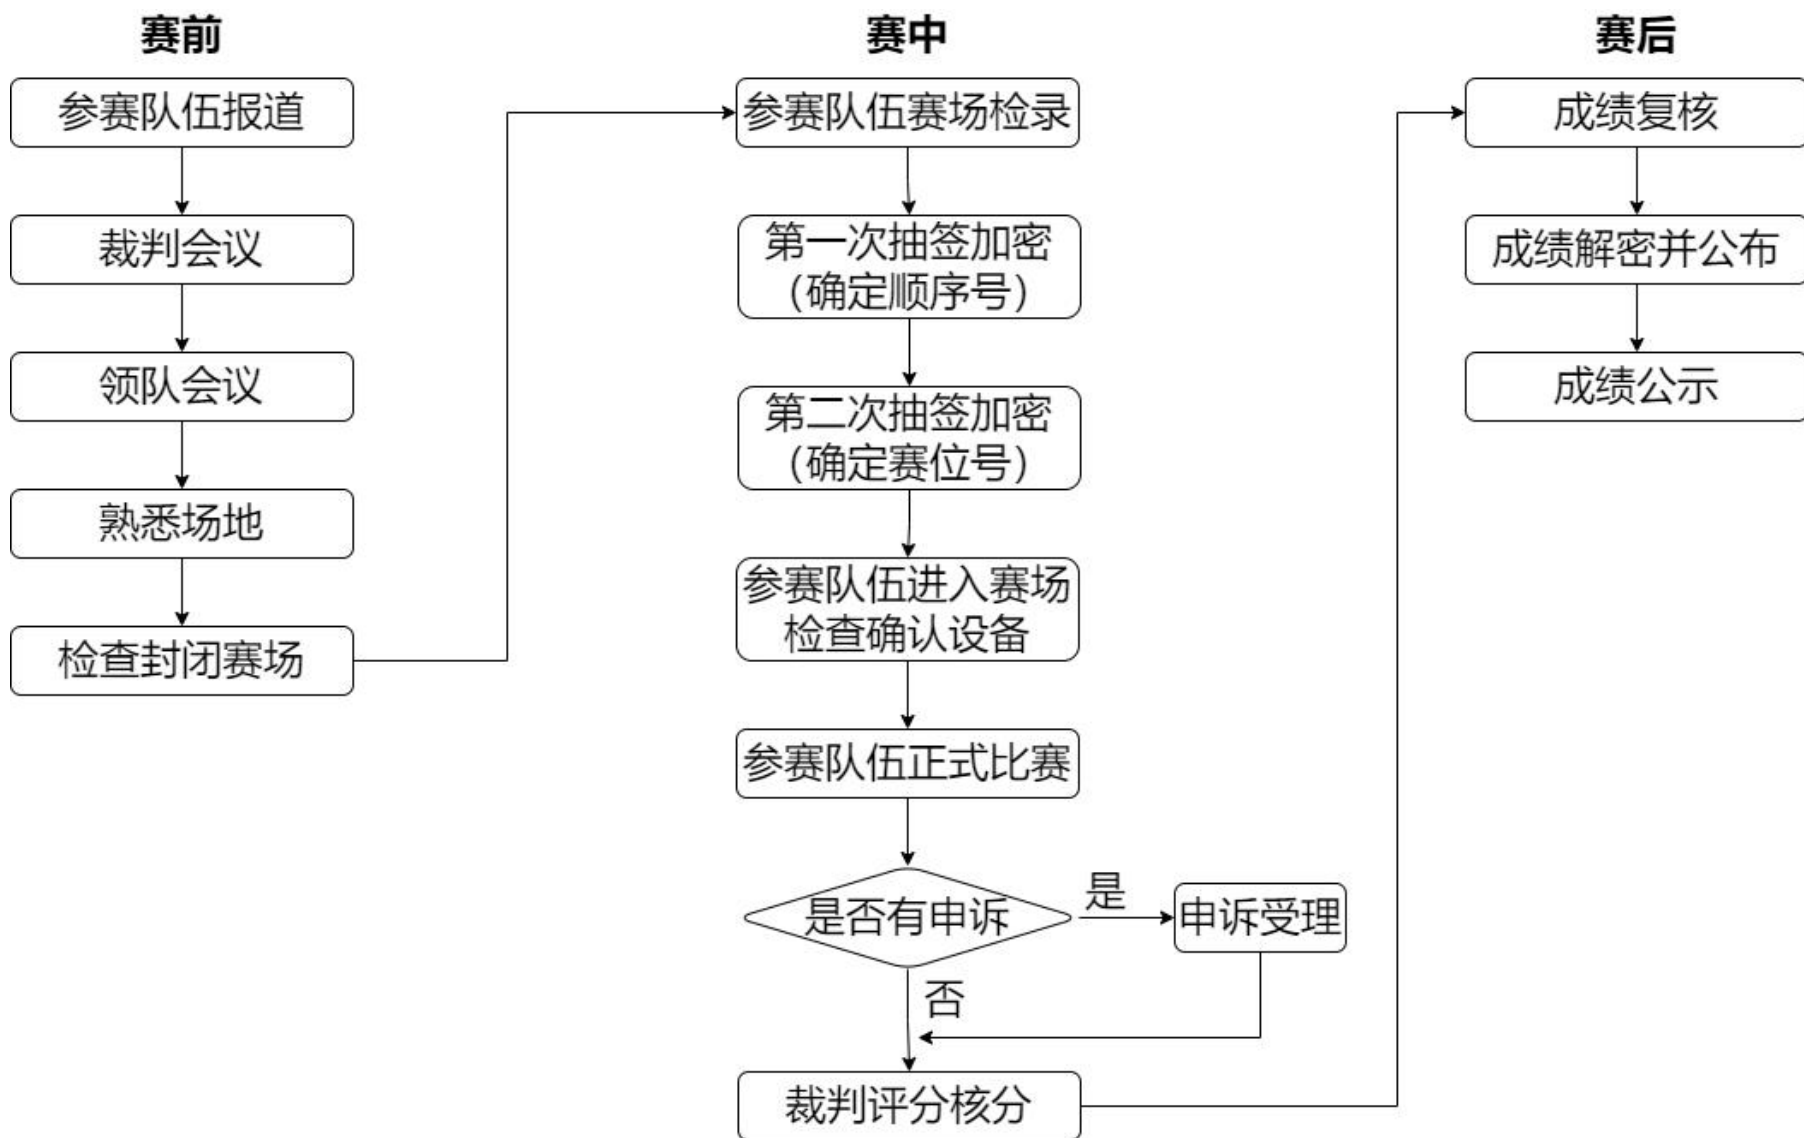 赛前
参赛队伍报道
裁判会议
领队会议
熟悉场地
检查封闭赛场
赛中
参赛队伍赛场检录
第一次抽签加密
（确定顺序号）
第二次抽签加密
（确定赛位号）
参赛队伍进入赛场
检查确认设备
参赛队伍正式比赛
是否有申诉
是
申诉受理
否
裁判评分核分
赛后
成绩复核
成绩解密并公布
成绩公示